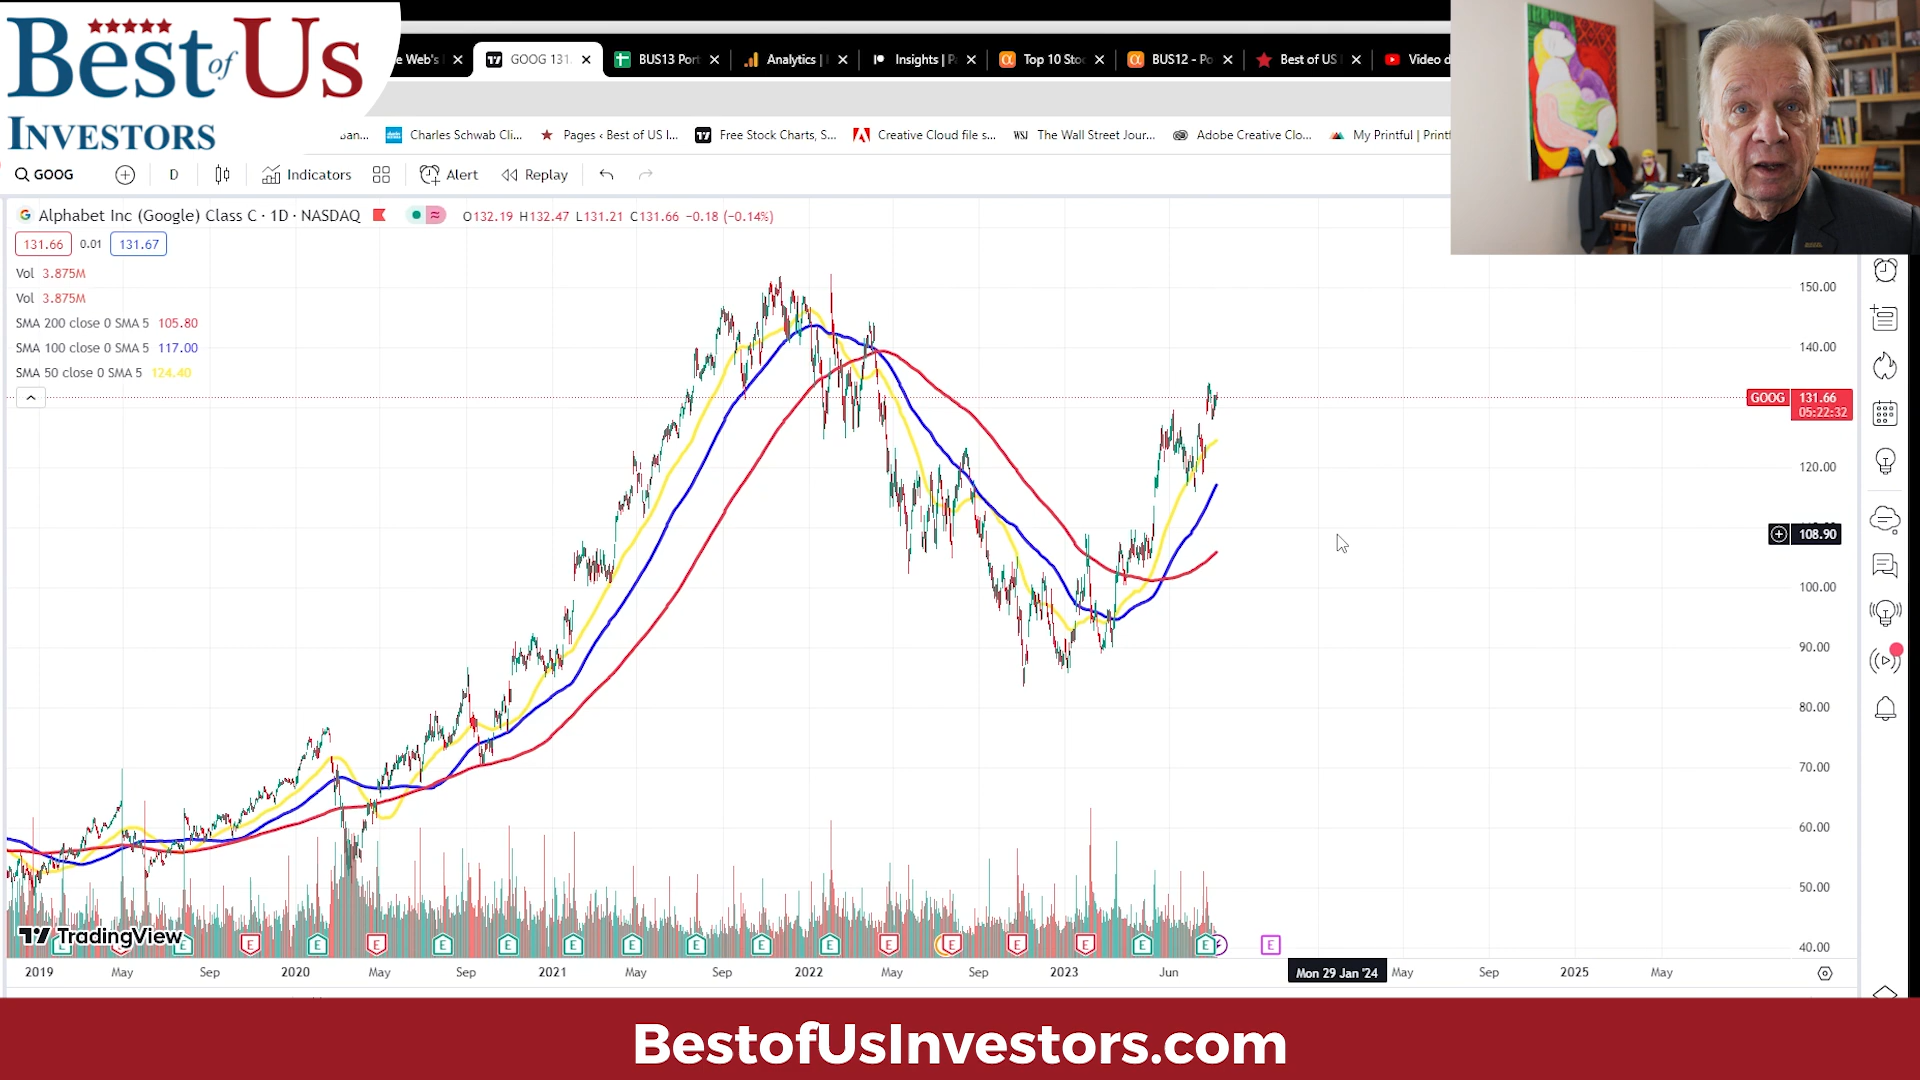 Best of Us
INVESTORS
e Web's
GOOG 131.
BUS13 Port
Analytics |
Insights | P
Top 10 Sto
BUS12 - Po
Best of US
Video d
Charles Schwab Cli...
Pages ‹ Best of US I...
Free Stock Charts, S...
Creative Cloud file s...
WSJ The Wall Street Jour...
Adobe Creative Clo...
My Printful | Printf
GOOG
D
Indicators
Alert
Replay
Alphabet Inc (Google) Class C · 1D · NASDAQ
O132.19 H132.47 L131.21 C131.66 −0.18 (−0.14%)
131.66 0.01 131.67
Vol 3.875M
Vol 3.875M
SMA 200 close 0 SMA 5 105.80
SMA 100 close 0 SMA 5 117.00
SMA 50 close 0 SMA 5 124.40
150.00
140.00
GOOG 131.66
05:22:32
120.00
108.90
100.00
90.00
80.00
70.00
60.00
50.00
40.00
TradingView
E E E E E E E E E E E E E E E E E E E
2019 May Sep 2020 May Sep 2021 May Sep 2022 May Sep 2023 Jun Mon 29 Jan '24 May Sep 2025 May
BestofUsInvestors.com